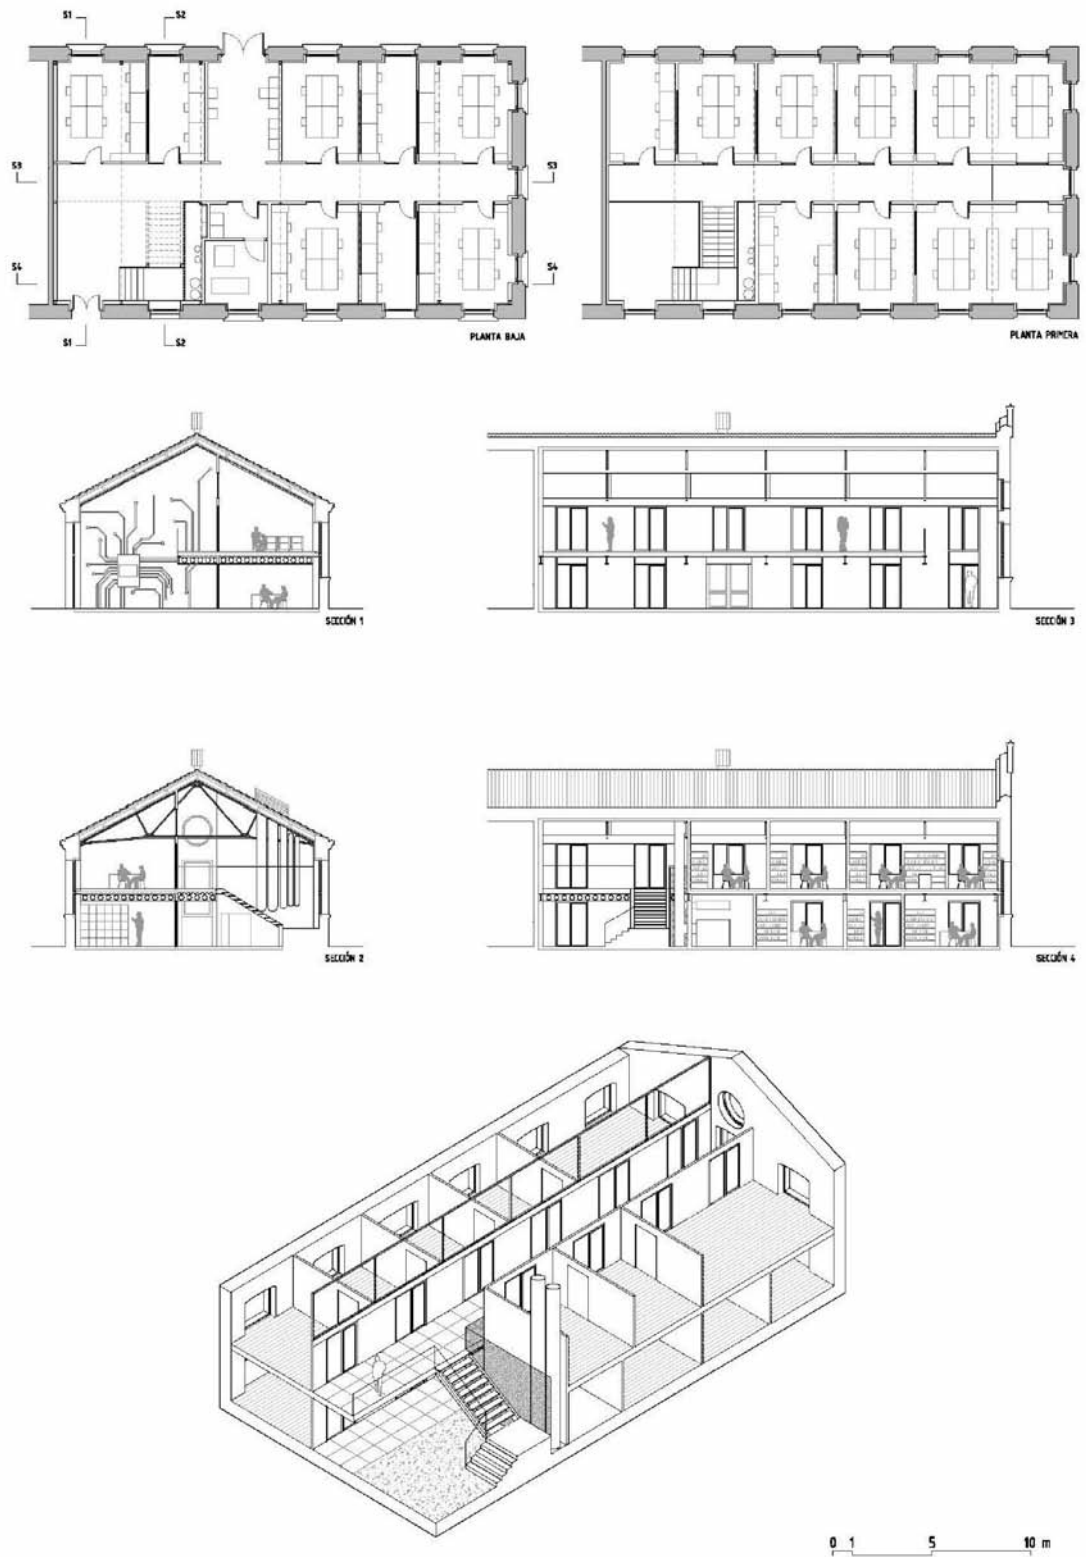 S1 S2
S3 S3
S4 S4
PLANTA BAJA PLANTA PRIMERA
S1 S2
SECCIÓN 1 SECCIÓN 3
SECCIÓN 2 SECCIÓN 4
0 1 5 10 m